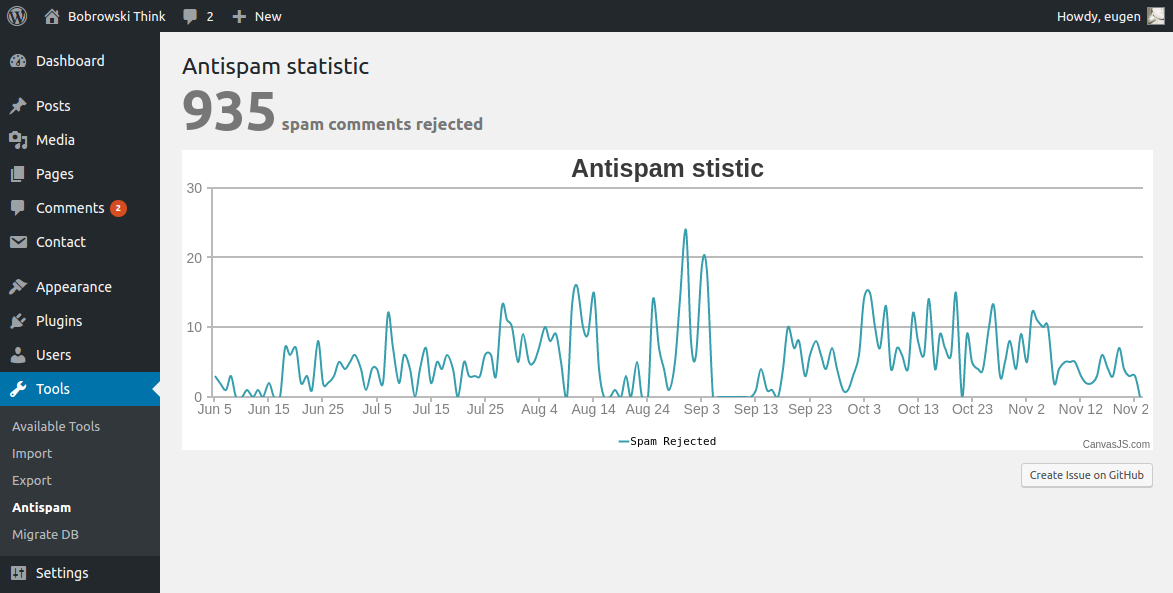 Bobrowski Think 2 New Howdy, eugen
Dashboard
Posts
Media
Pages
Comments 2
Contact
Appearance
Plugins
Users
Tools
Available Tools
Import
Export
Antispam
Migrate DB
Settings
Antispam statistic
935 spam comments rejected
Antispam stistic
30
20
10
0
Jun 5 Jun 15 Jun 25 Jul 5 Jul 15 Jul 25 Aug 4 Aug 14 Aug 24 Sep 3 Sep 13 Sep 23 Oct 3 Oct 13 Oct 23 Nov 2 Nov 12 Nov 2
Spam Rejected
CanvasJS.com
Create Issue on GitHub